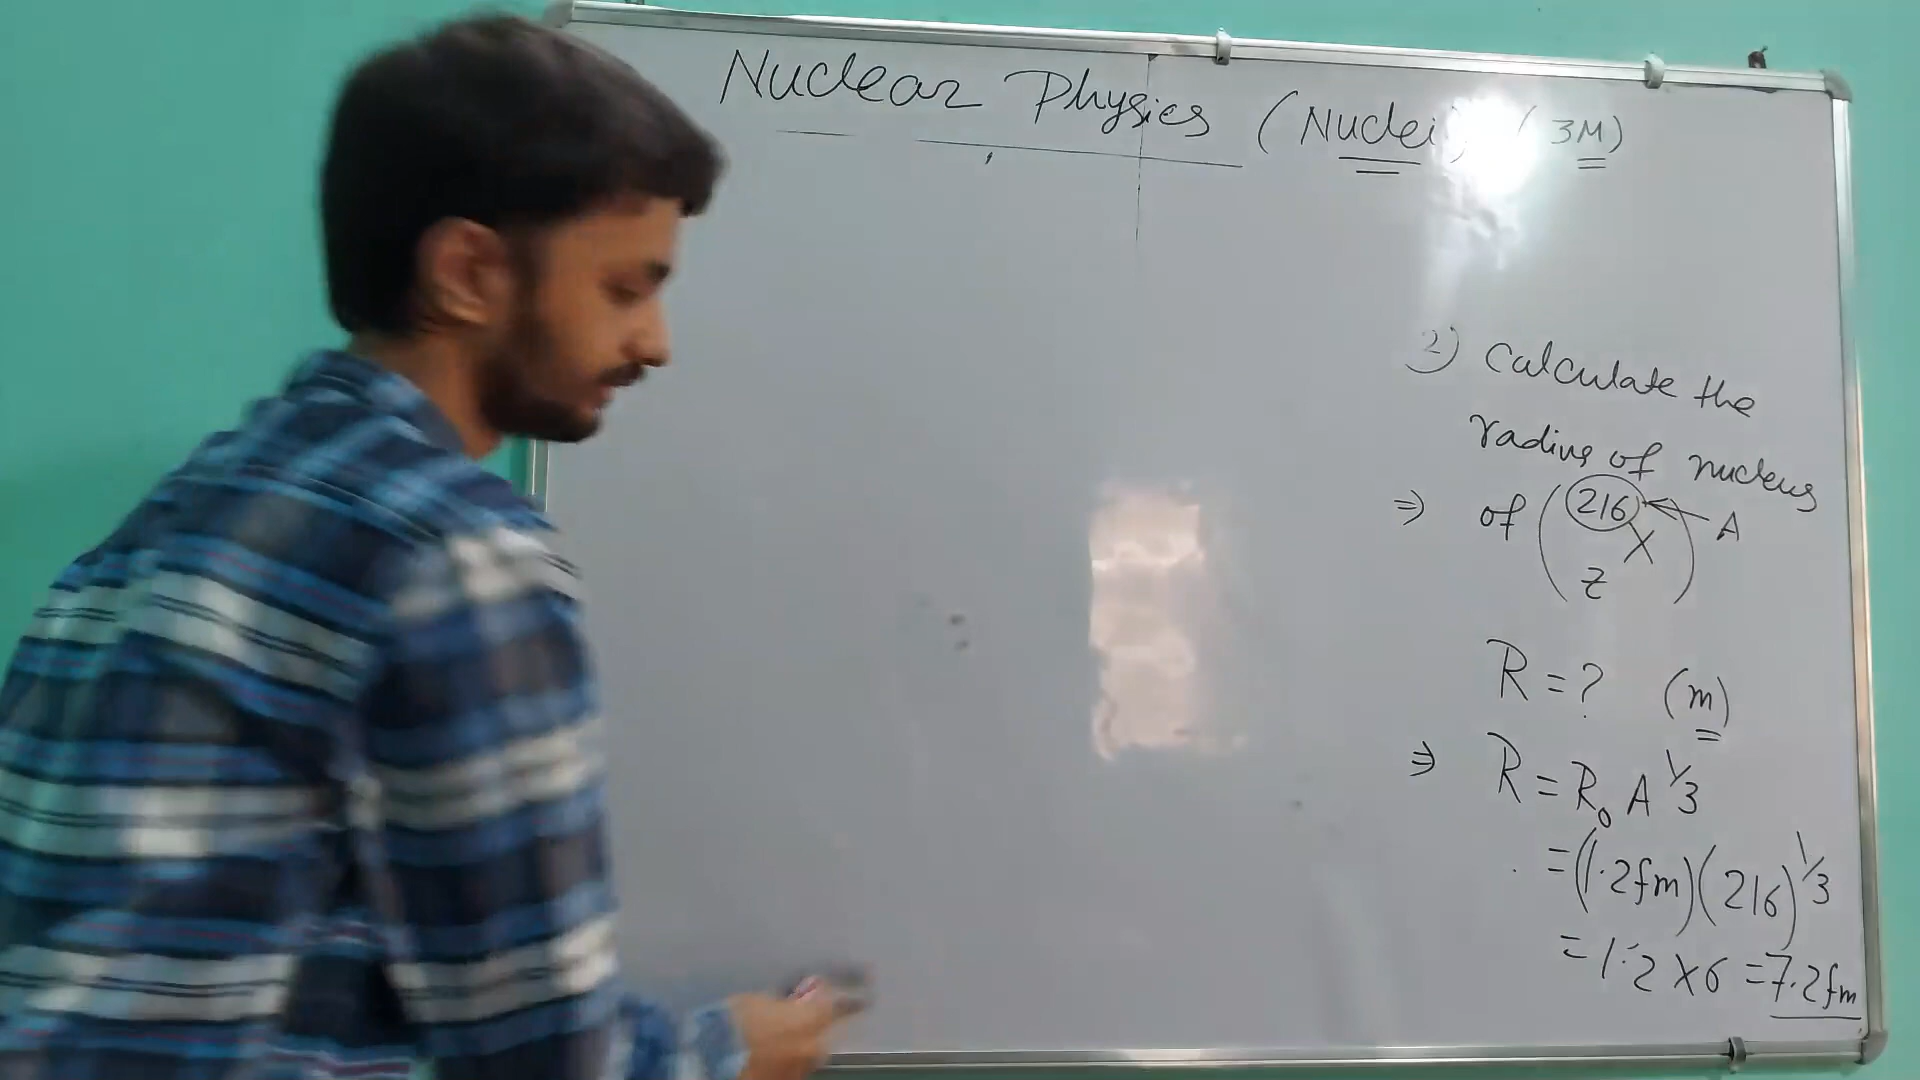 Nuclear Physics (Nuclei) (3M)
2) Calculate the
radius of nucleus
⇒ of (216 X) ← A
Z
R = ? (m)
⇒ R = R₀ A^1/3
= (1.2fm)(216)^1/3
= 1.2 X 6 = 7.2fm